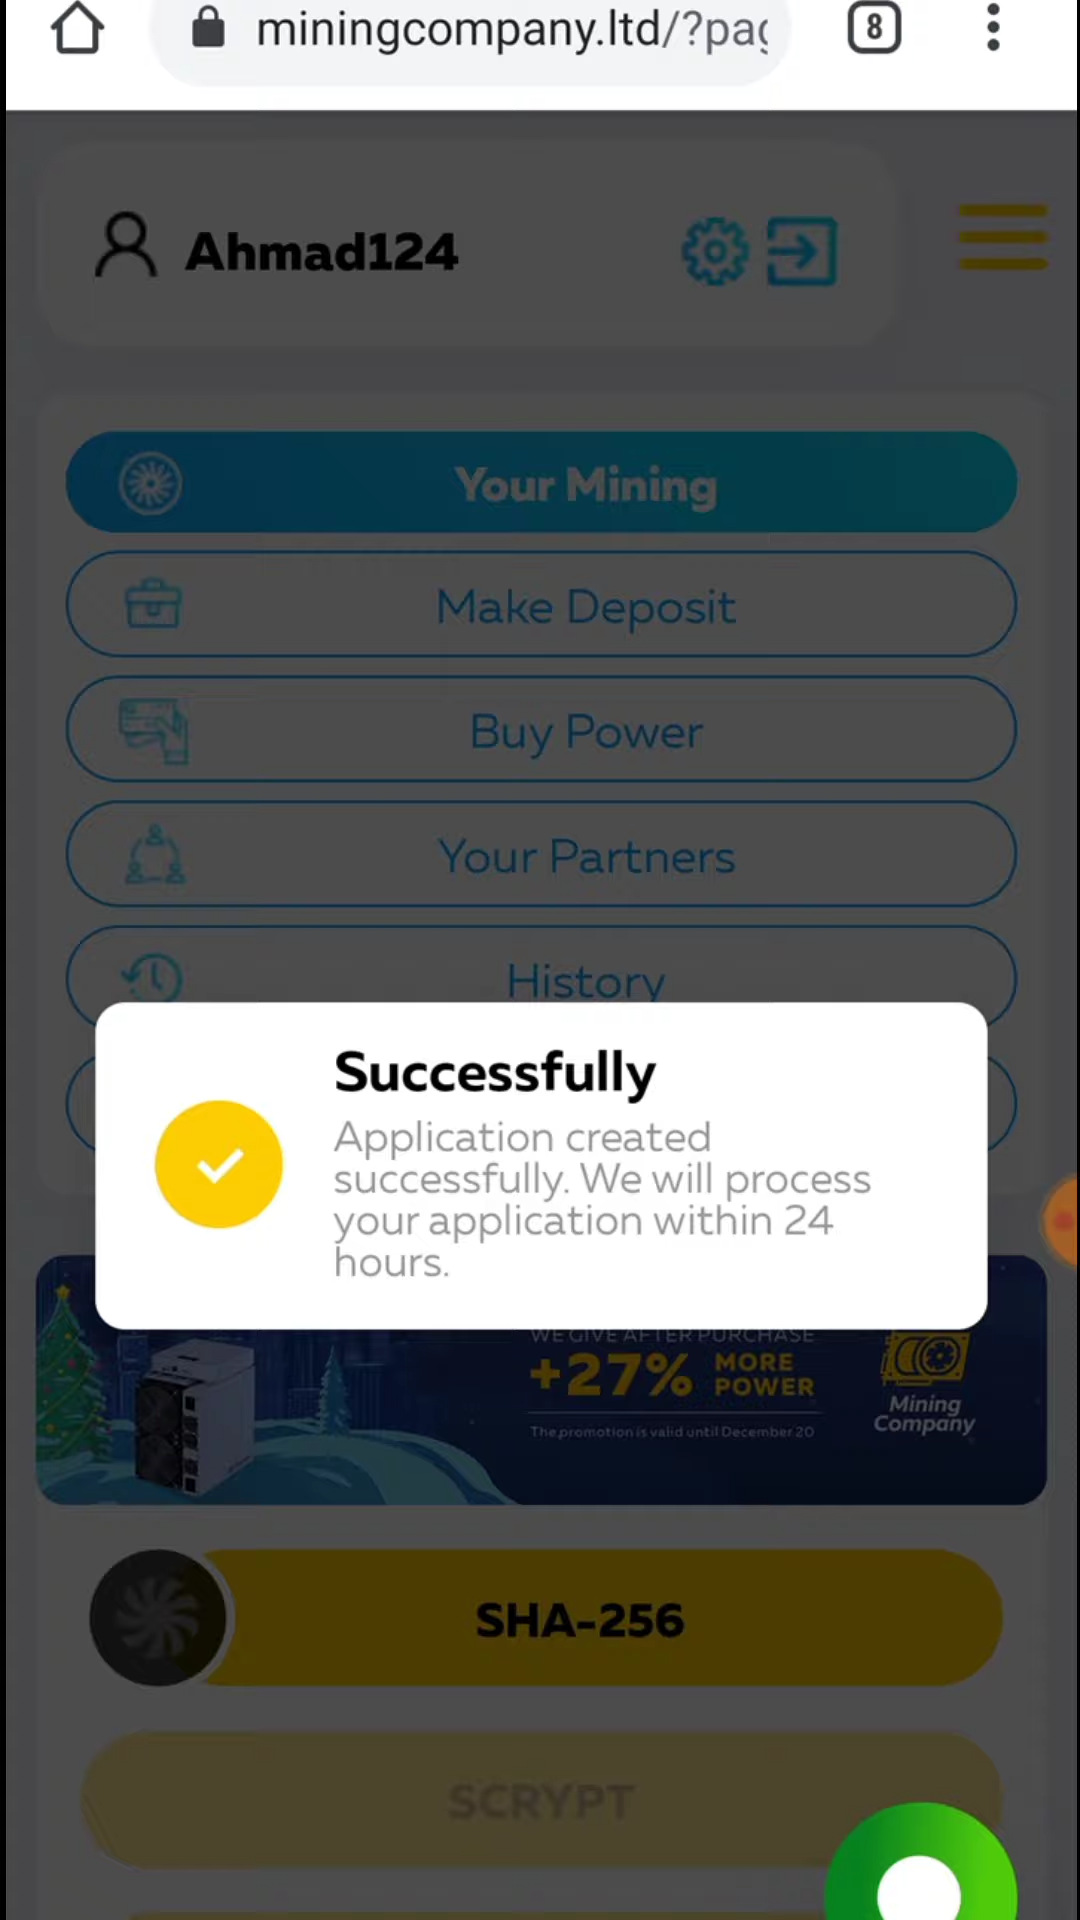 miningcompany.ltd/?pag
8
Ahmad124
Your Mining
Make Deposit
Buy Power
Your Partners
History
Successfully
Application created
successfully. We will process
your application within 24
hours.
WE GIVE AFTER PURCHASE
+27% MORE POWER
The promotion is valid until December 20
Mining
Company
SHA-256
SCRYPT